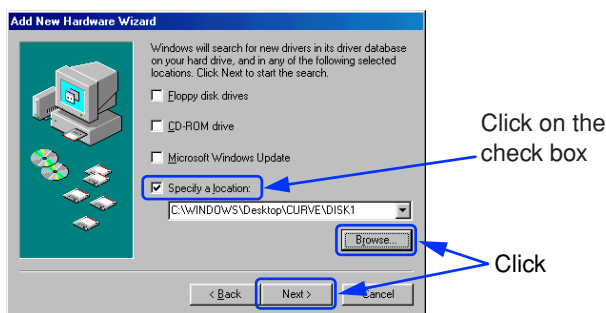 Add New Hardware Wizard
Windows will search for new drivers in its driver database
on your hard drive, and in any of the following selected
locations. Click Next to start the search.
Floppy disk drives
CD-ROM drive
Microsoft Windows Update
Specify a location:
C:\WINDOWS\Desktop\CURVE\DISK1
Browse...
< Back
Next >
Cancel
Click on the
check box
Click